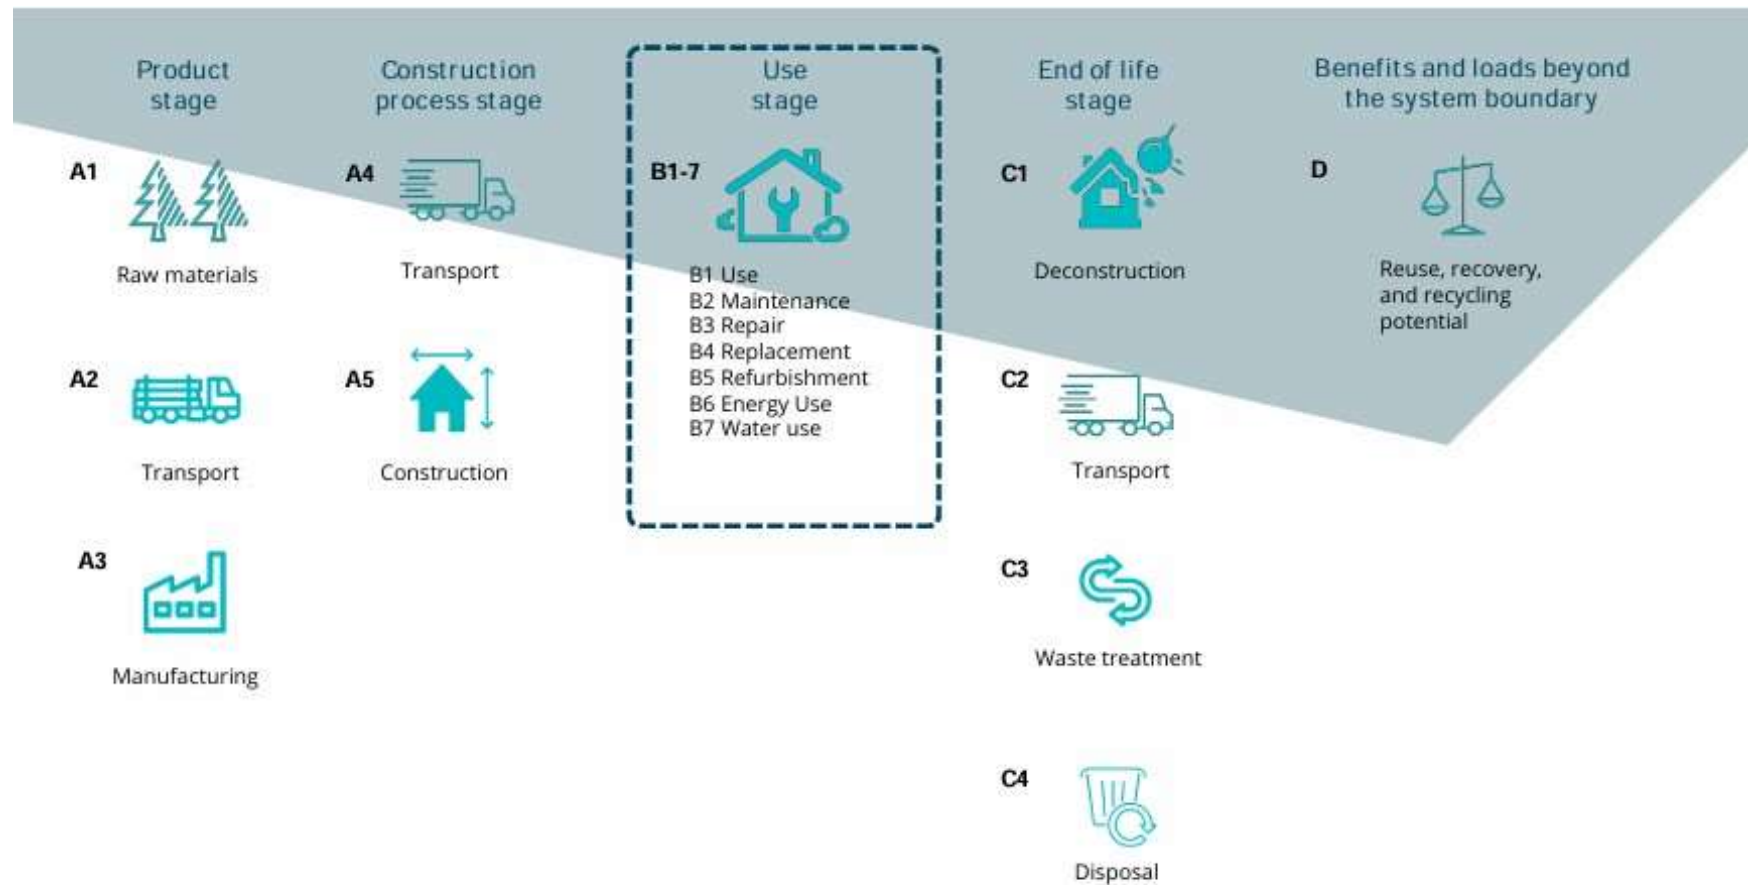 Product
stage
A1
Raw materials
A2
Transport
A3
Manufacturing
Construction
process stage
A4
Transport
A5
Construction
Use
stage
B1-7
B1 Use
B2 Maintenance
B3 Repair
B4 Replacement
B5 Refurbishment
B6 Energy Use
B7 Water use
End of life
stage
C1
Deconstruction
C2
Transport
C3
Waste treatment
C4
Disposal
Benefits and loads beyond
the system boundary
D
Reuse, recovery,
and recycling
potential